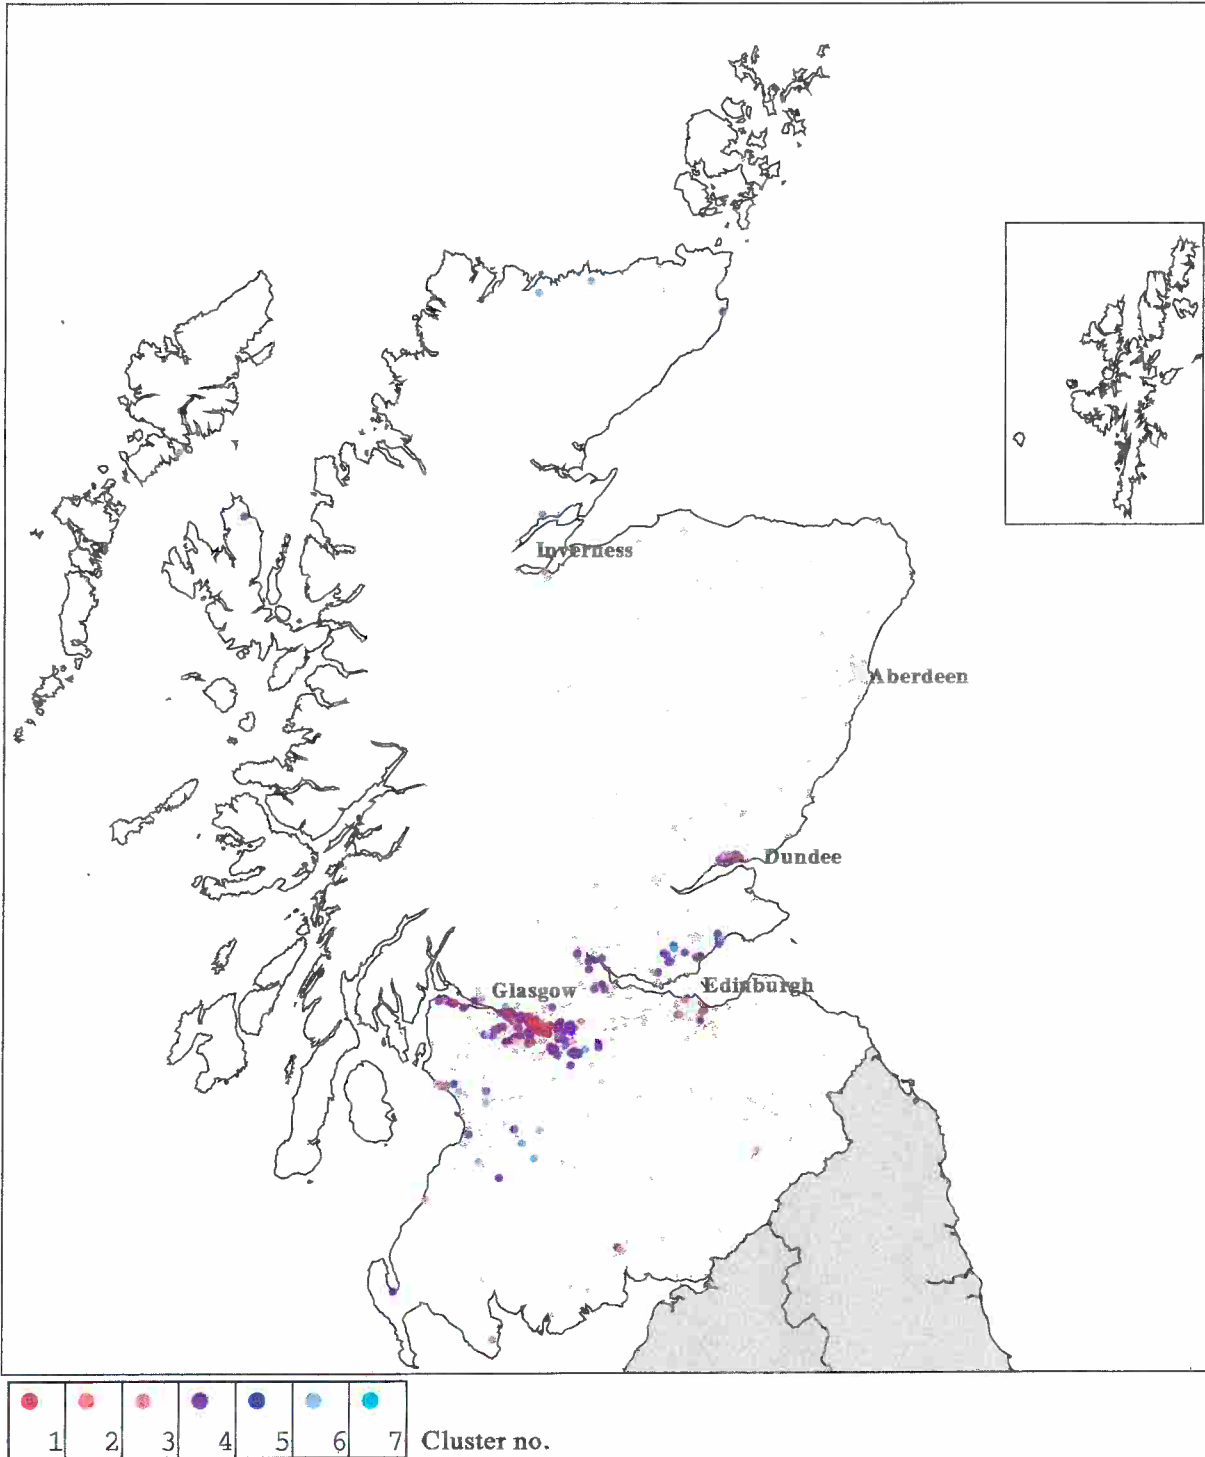 Inverness
Aberdeen
Dundee
Edinburgh
Glasgow
1 2 3 4 5 6 7 Cluster no.